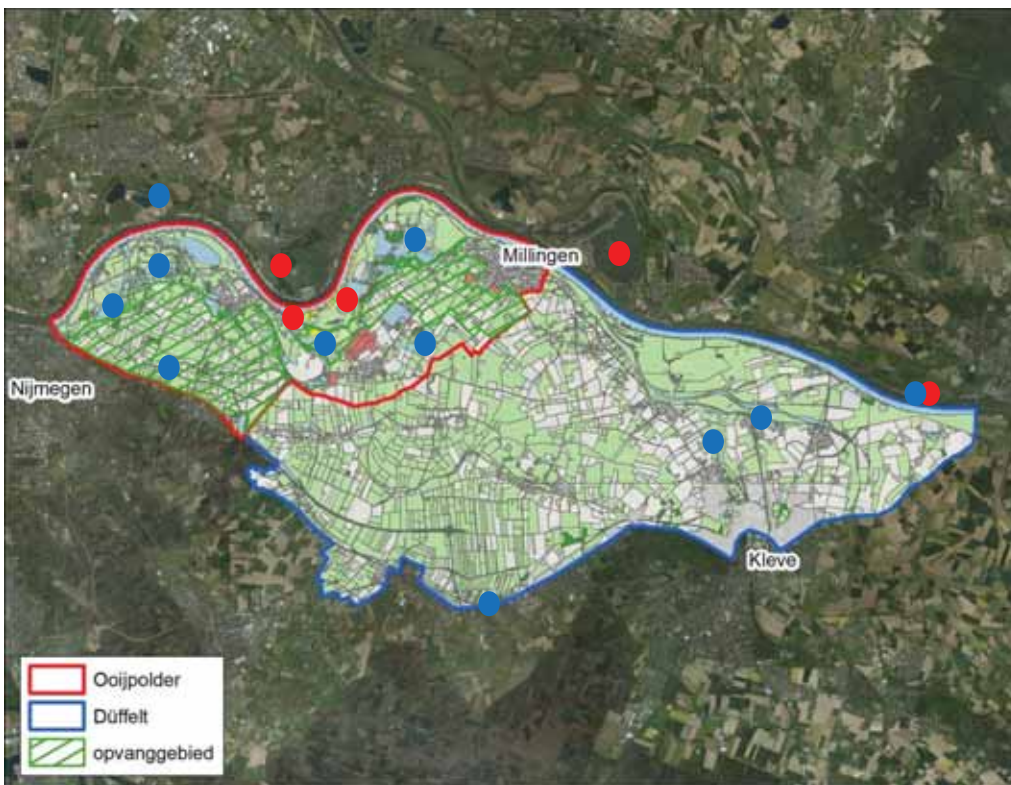 Millingen
Nijmegen
Kleve
Ooijpolder
Düffelt
opvanggebied